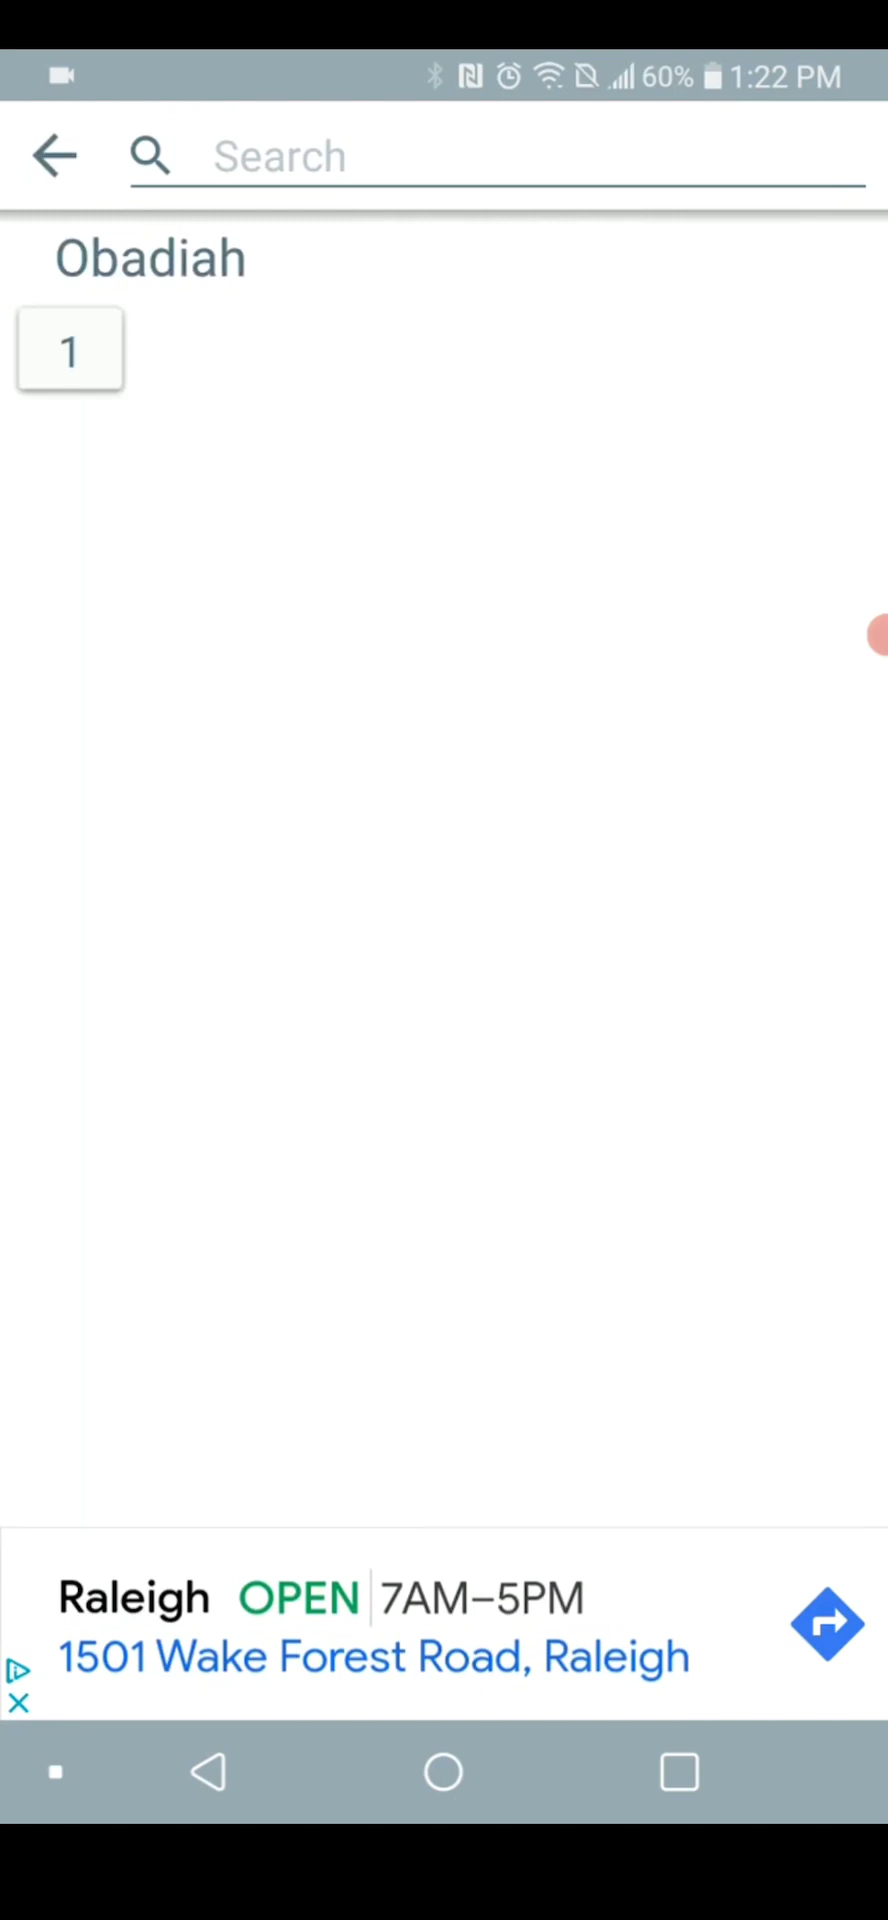 60% 1:22 PM
Search
Obadiah
1
Raleigh OPEN 7AM–5PM
1501 Wake Forest Road, Raleigh